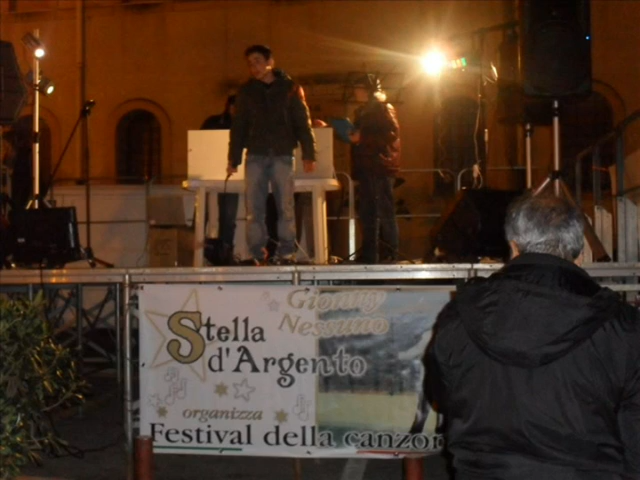 Stella
d'Argento
Gionny
Nessuno
organizza
Festival della canzon